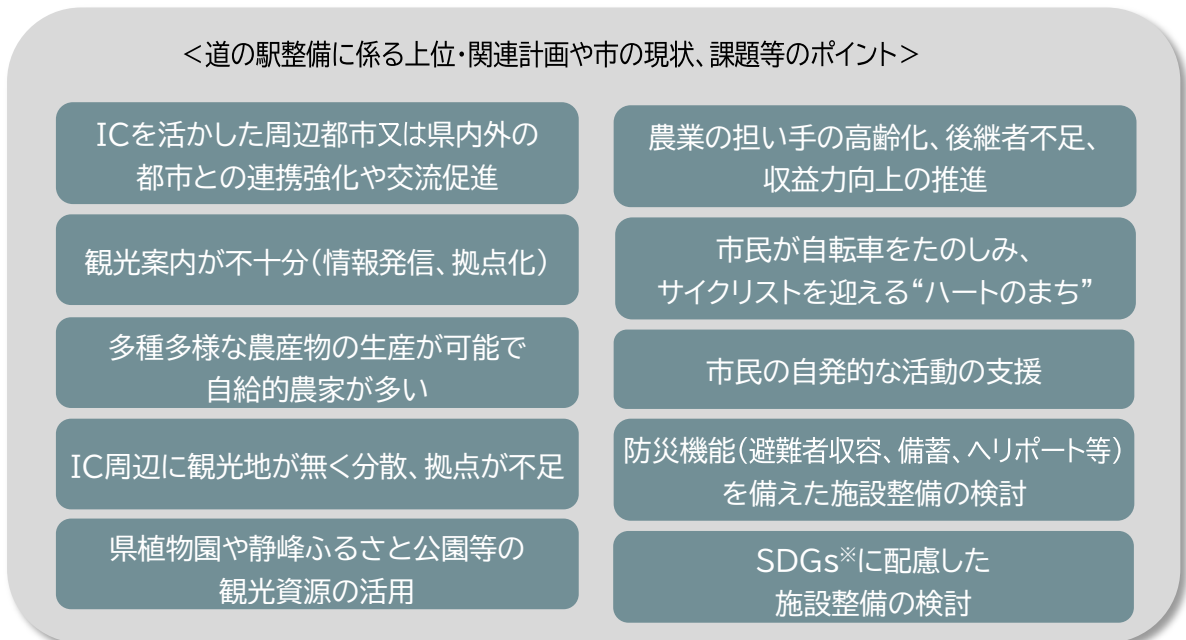 ＜道の駅整備に係る上位・関連計画や市の現状、課題等のポイント＞
ICを活かした周辺都市又は県内外の
都市との連携強化や交流促進
観光案内が不十分（情報発信、拠点化）
多種多様な農産物の生産が可能で
自給的農家が多い
IC周辺に観光地が無く分散、拠点が不足
県植物園や静峰ふるさと公園等の
観光資源の活用
農業の担い手の高齢化、後継者不足、
収益力向上の推進
市民が自転車をたのしみ、
サイクリストを迎える“ハートのまち”
市民の自発的な活動の支援
防災機能（避難者収容、備蓄、ヘリポート等）
を備えた施設整備の検討
SDGs※に配慮した
施設整備の検討